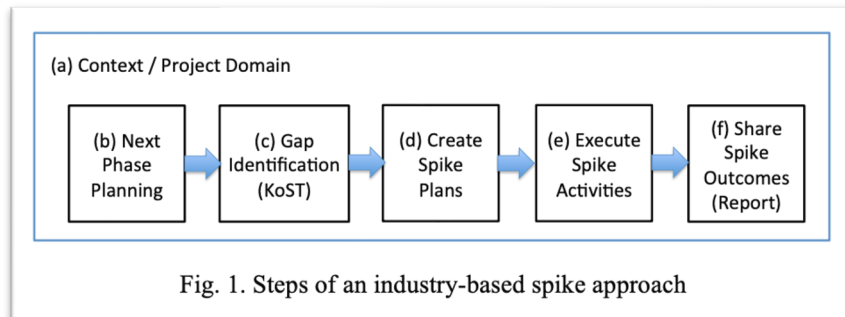 (a) Context / Project Domain
(b) Next
Phase
Planning
(c) Gap
Identification
(KoST)
(d) Create
Spike
Plans
(e) Execute
Spike
Activities
(f) Share
Spike
Outcomes
(Report)
Fig. 1. Steps of an industry-based spike approach